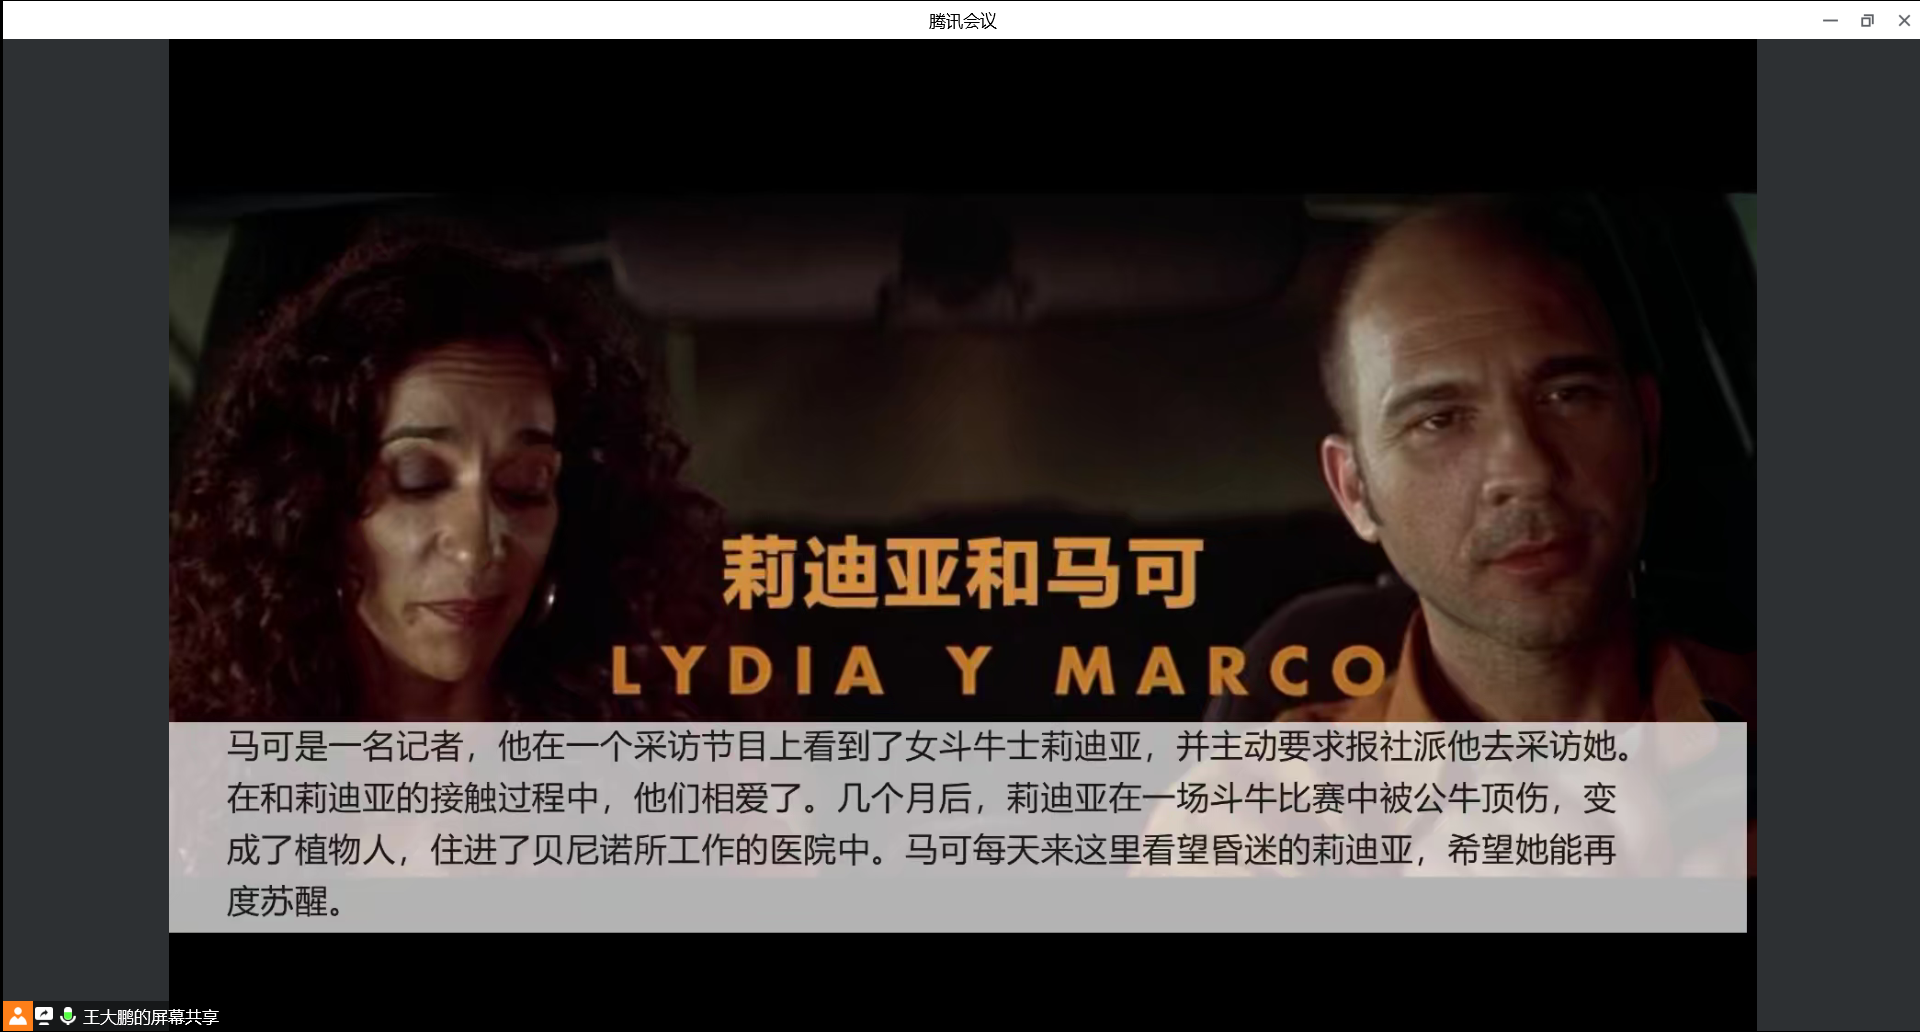 腾讯会议
莉迪亚和马可
LYDIA Y MARCO
马可是一名记者，他在一个采访节目上看到了女斗牛士莉迪亚，并主动要求报社派他去采访她。
在和莉迪亚的接触过程中，他们相爱了。几个月后，莉迪亚在一场斗牛比赛中被公牛顶伤，变
成了植物人，住进了贝尼诺所工作的医院中。马可每天来这里看望昏迷的莉迪亚，希望她能再
度苏醒。
王大鹏的屏幕共享